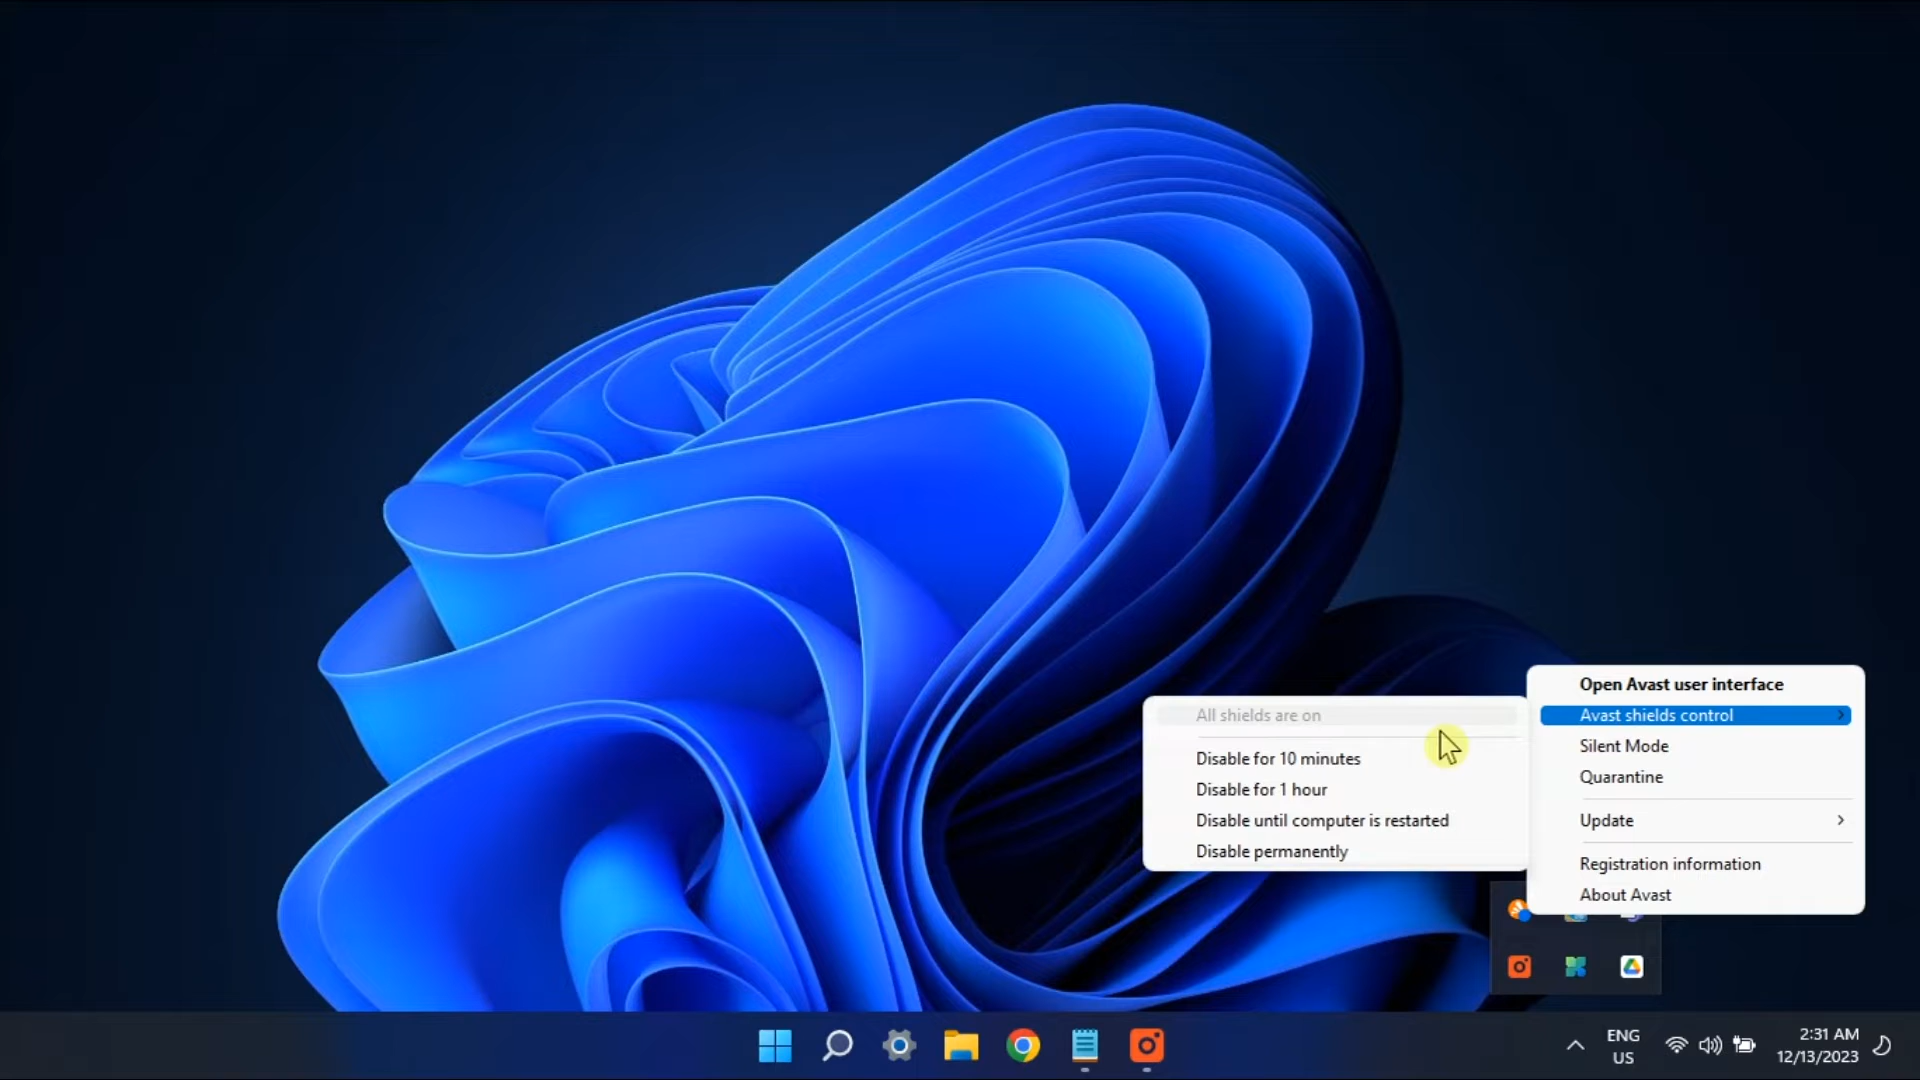 Open Avast user interface
Avast shields control
Silent Mode
Quarantine
Update
Registration information
About Avast
All shields are on
Disable for 10 minutes
Disable for 1 hour
Disable until computer is restarted
Disable permanently
ENG
US
2:31 AM
12/13/2023